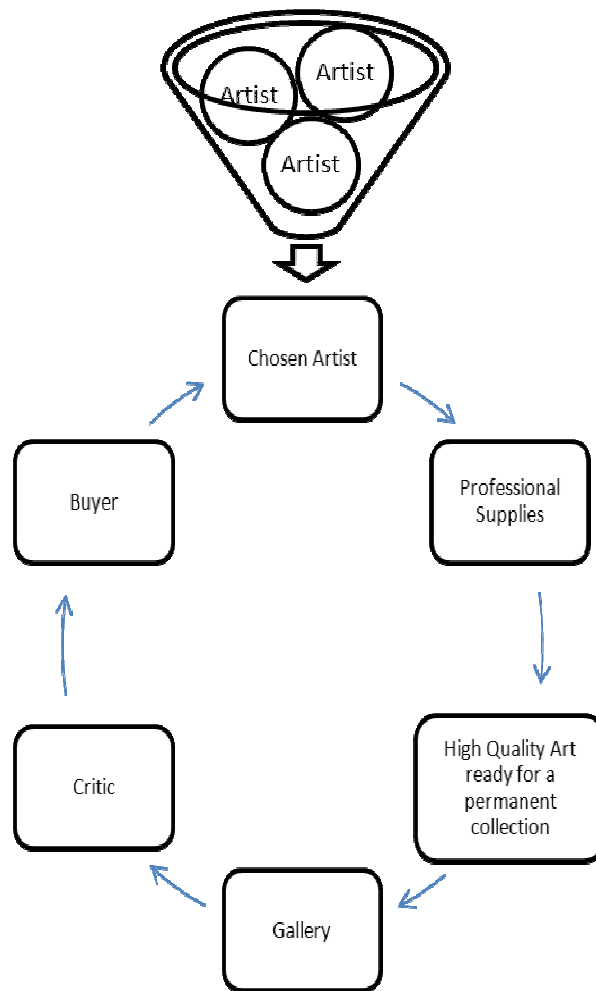 Artist
Artist
Artist
Chosen Artist
Professional
Supplies
High Quality Art
ready for a
permanent
collection
Gallery
Critic
Buyer